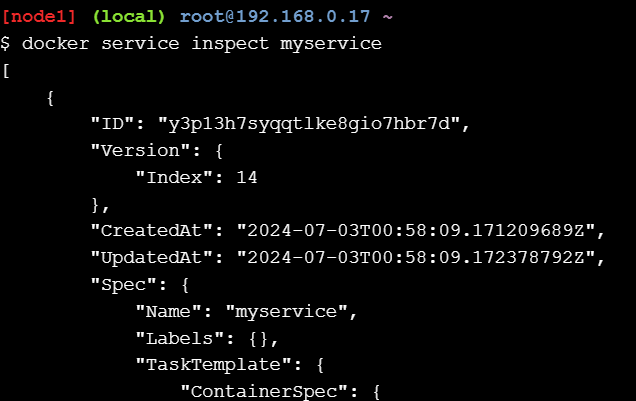 [node1] (local) root@192.168.0.17 ~
$ docker service inspect myservice
[
    {
        "ID": "y3p13h7syqqtlke8gio7hbr7d",
        "Version": {
            "Index": 14
        },
        "CreatedAt": "2024-07-03T00:58:09.171209689Z",
        "UpdatedAt": "2024-07-03T00:58:09.172378792Z",
        "Spec": {
            "Name": "myservice",
            "Labels": {},
            "TaskTemplate": {
                "ContainerSpec": {